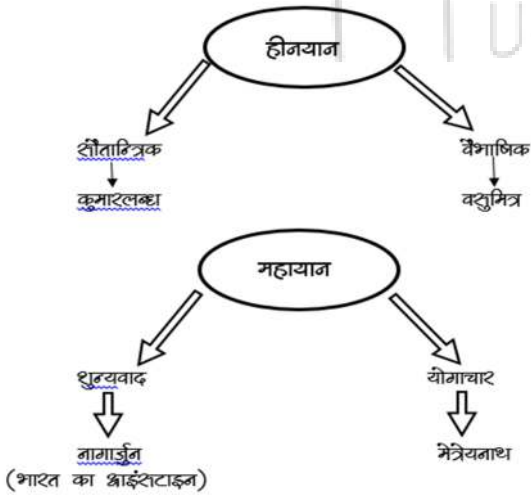 हीनयान
सौतान्त्रिक वैभाषिक
कुमारलब्ध वसुमित्र
महायान
शुन्यवाद योगाचार
नागार्जुन मेत्रेयनाथ
(भारत का आइंसटाइन)